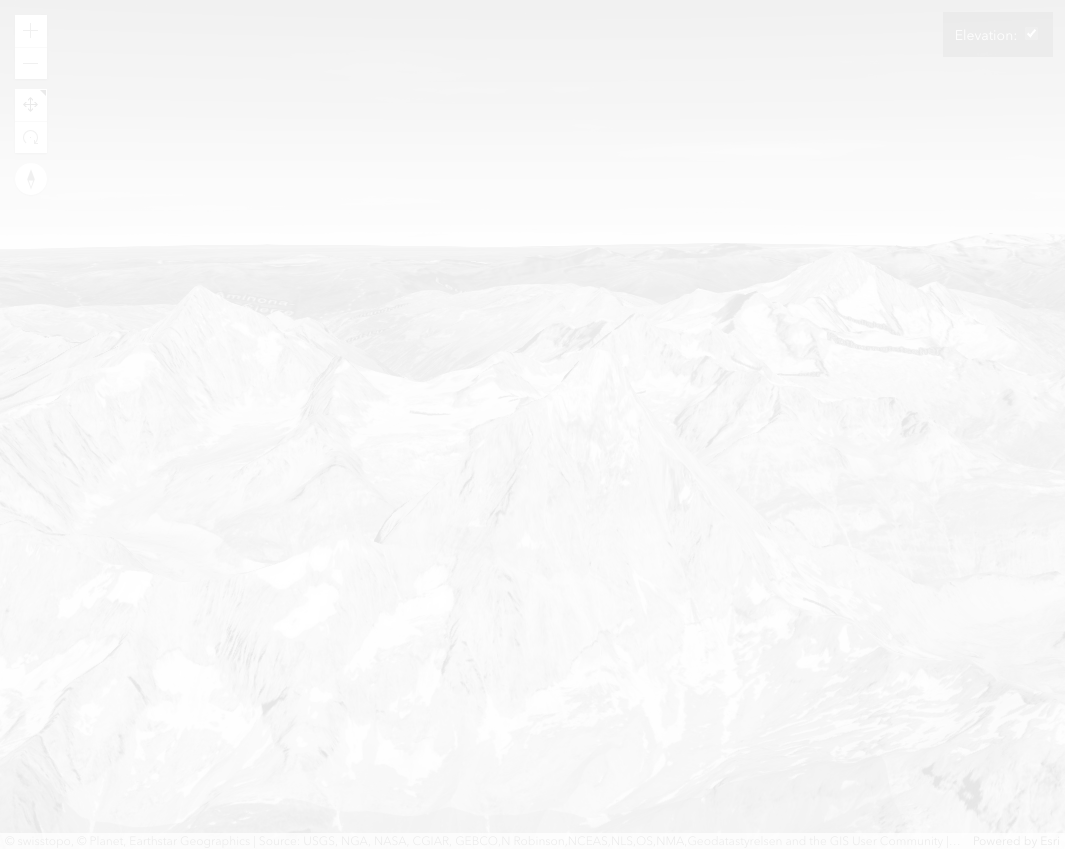 Elevation:
© swisstopo, © Planet, Earthstar Geographics | Source: USGS, NGA, NASA, CGIAR, GEBCO,N Robinson,NCEAS,NLS,OS,NMA,Geodatastyrelsen and the GIS User Community | Powered by Esri